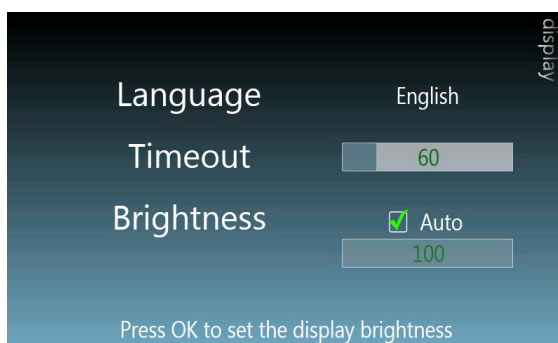 display
Language English
Timeout 60
Brightness Auto
100
Press OK to set the display brightness